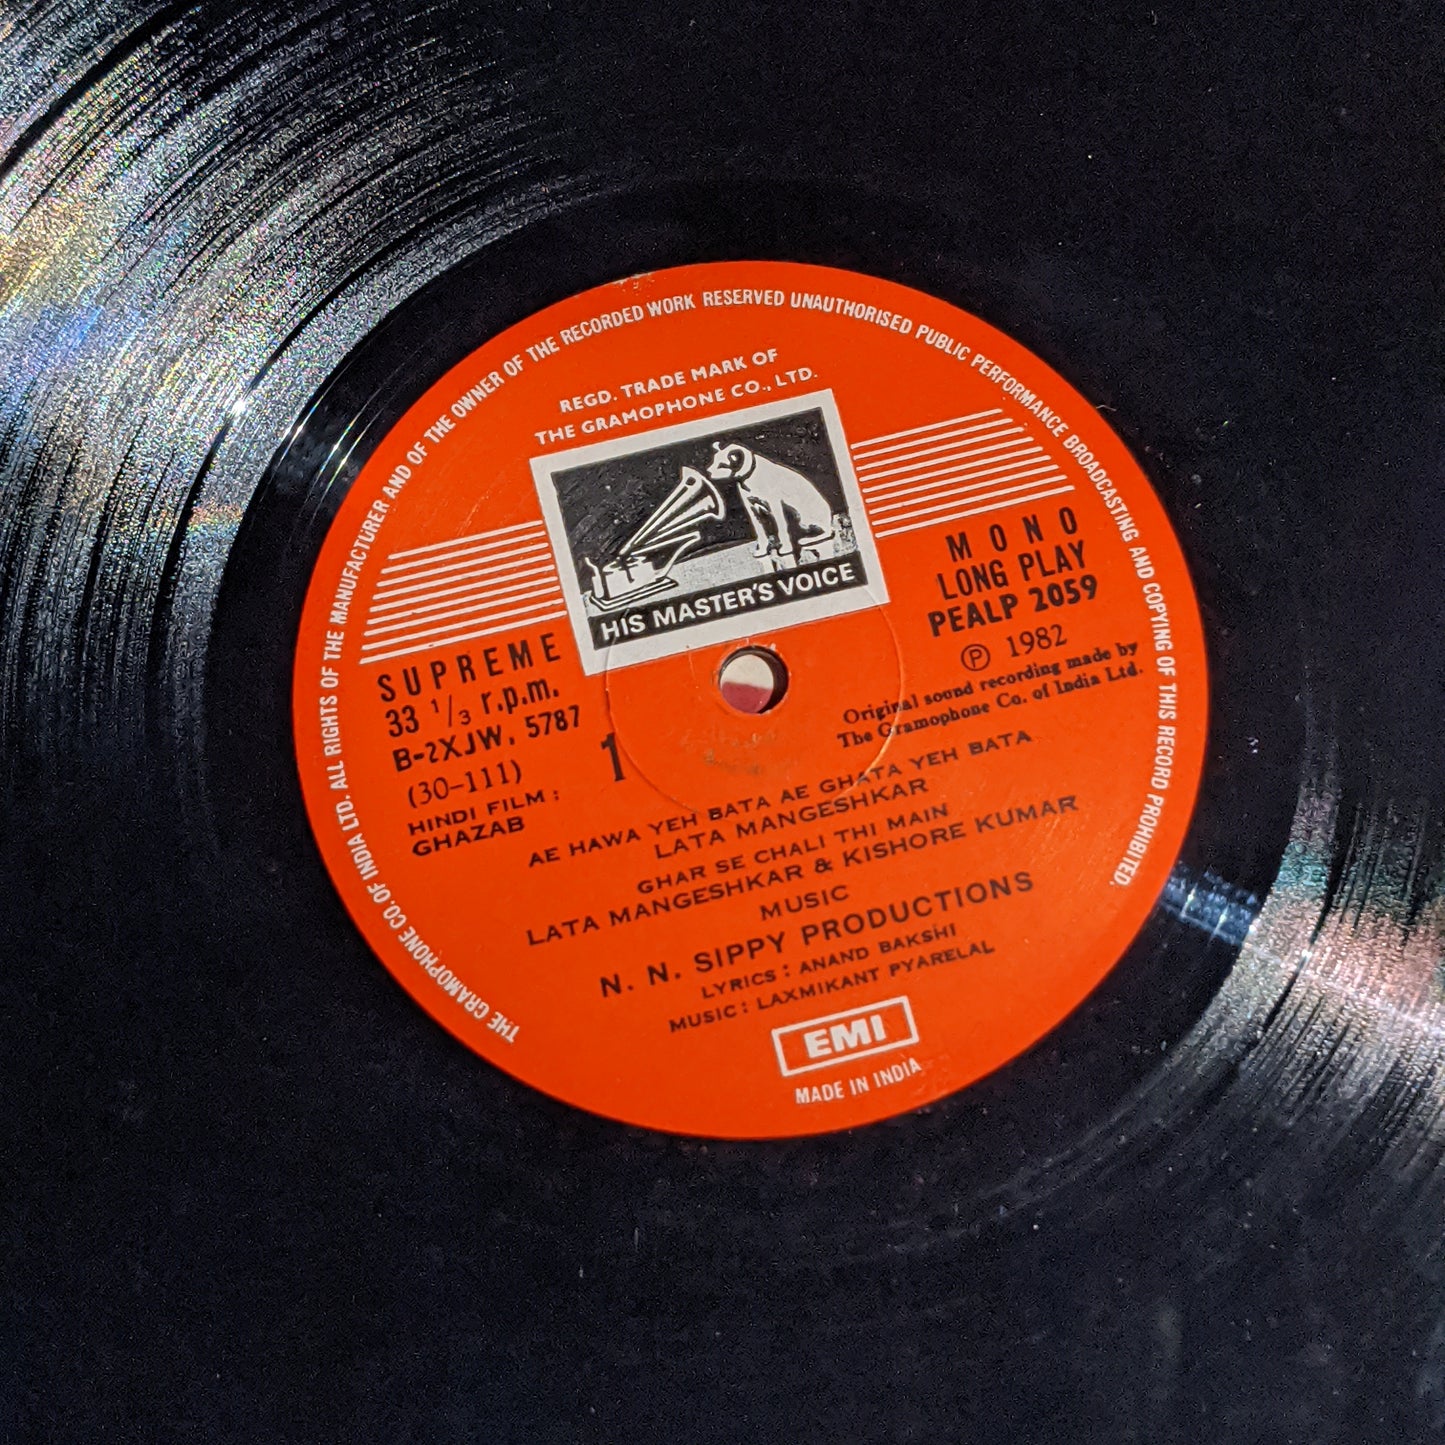 THE GRAMOPHONE CO. OF INDIA LTD. ALL RIGHTS OF THE MANUFACTURER AND OF THE OWNER OF THE RECORDED WORK RESERVED UNAUTHORISED PUBLIC PERFORMANCE BROADCASTING AND COPYING OF THIS RECORD PROHIBITED.
REGD. TRADE MARK OF
THE GRAMOPHONE CO., LTD.
HIS MASTER'S VOICE
SUPREME
33 1/3 r.p.m.
B-2XJW. 5787
(30-111)
HINDI FILM :
GHAZAB
1
MONO
LONG PLAY
PEALP 2059
Ⓟ 1982
Original sound recording made by
The Gramophone Co. of India Ltd.
AE HAWA YEH BATA AE GHATA YEH BATA
LATA MANGESHKAR
GHAR SE CHALI THI MAIN
LATA MANGESHKAR & KISHORE KUMAR
MUSIC
N. N. SIPPY PRODUCTIONS
LYRICS : ANAND BAKSHI
MUSIC : LAXMIKANT PYARELAL
EMI
MADE IN INDIA